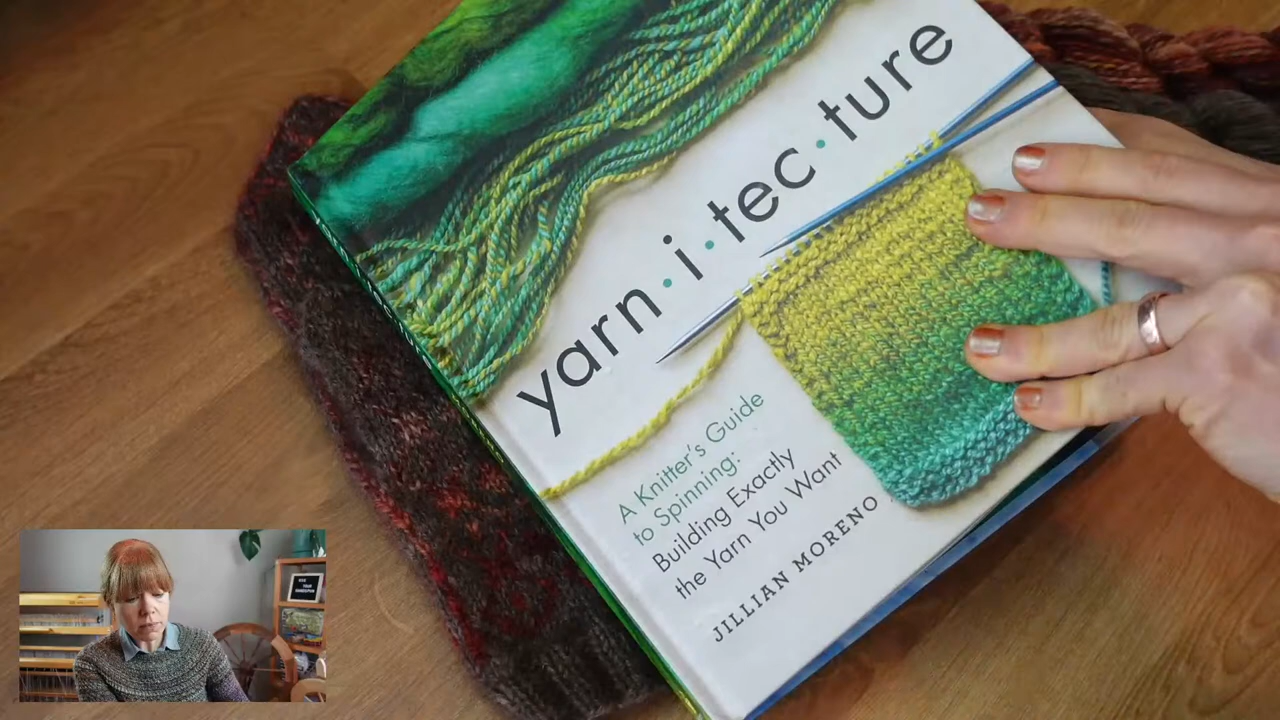 yarn·i·tec·ture
A Knitter's Guide
to Spinning:
Building Exactly
the Yarn You Want
JILLIAN MORENO